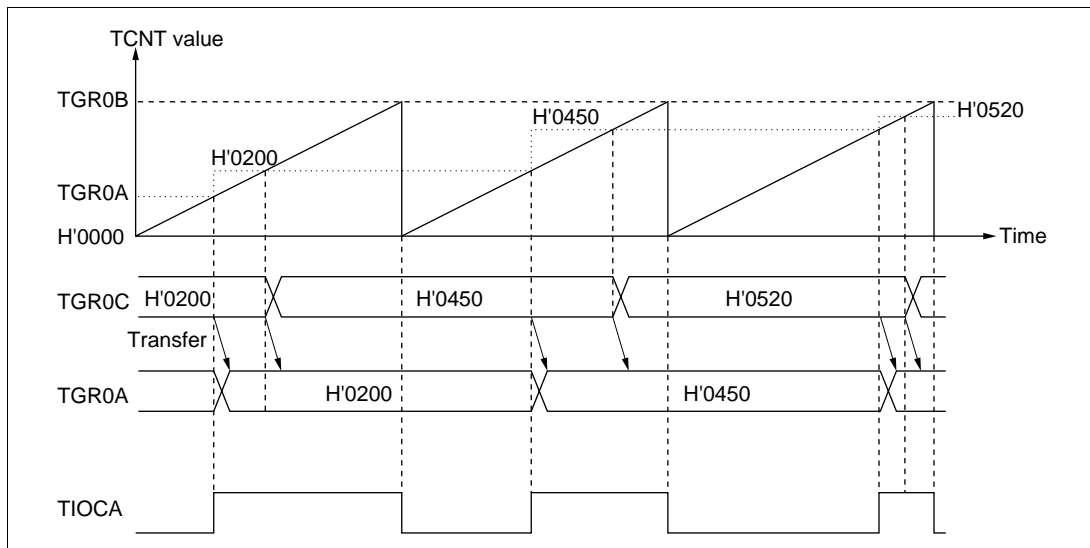 TCNT value
TGR0B
H'0520
H'0450
H'0200
TGR0A
H'0000
Time
TGR0C
H'0200
H'0450
H'0520
Transfer
TGR0A
H'0200
H'0450
TIOCA